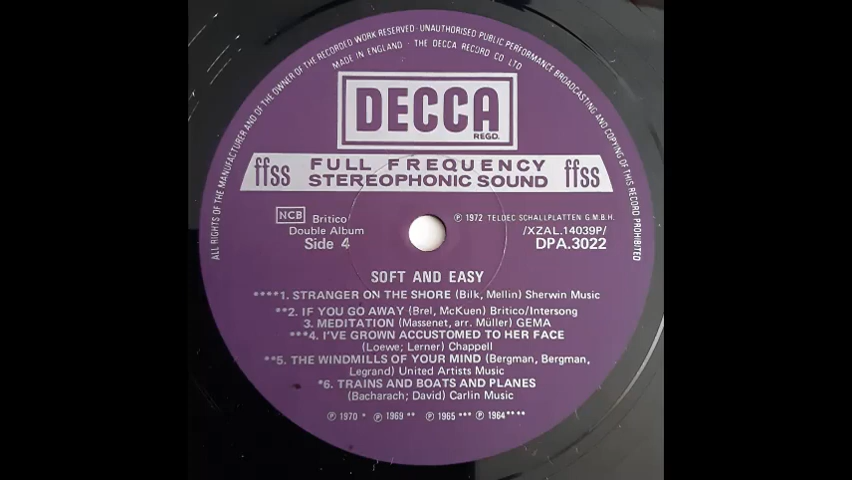 ALL RIGHTS OF THE MANUFACTURER AND OF THE OWNER OF THE RECORDED WORK RESERVED · UNAUTHORISED PUBLIC PERFORMANCE BROADCASTING AND COPYING OF THIS RECORD PROHIBITED
MADE IN ENGLAND · THE DECCA RECORD CO LTD
DECCA
REGD.
ffss FULL FREQUENCY STEREOPHONIC SOUND ffss
NCB Britico
Double Album
Side 4
℗ 1972 TELDEC SCHALLPLATTEN G.M.B.H.
/XZAL.14039P/
DPA.3022
SOFT AND EASY
****1. STRANGER ON THE SHORE (Bilk, Mellin) Sherwin Music
**2. IF YOU GO AWAY (Brel, McKuen) Britico/Intersong
3. MEDITATION (Massenet, arr. Müller) GEMA
***4. I'VE GROWN ACCUSTOMED TO HER FACE
(Loewe; Lerner) Chappell
**5. THE WINDMILLS OF YOUR MIND (Bergman, Bergman,
Legrand) United Artists Music
*6. TRAINS AND BOATS AND PLANES
(Bacharach; David) Carlin Music
℗ 1970 * ℗ 1969 ** ℗ 1965 *** ℗ 1964 ****